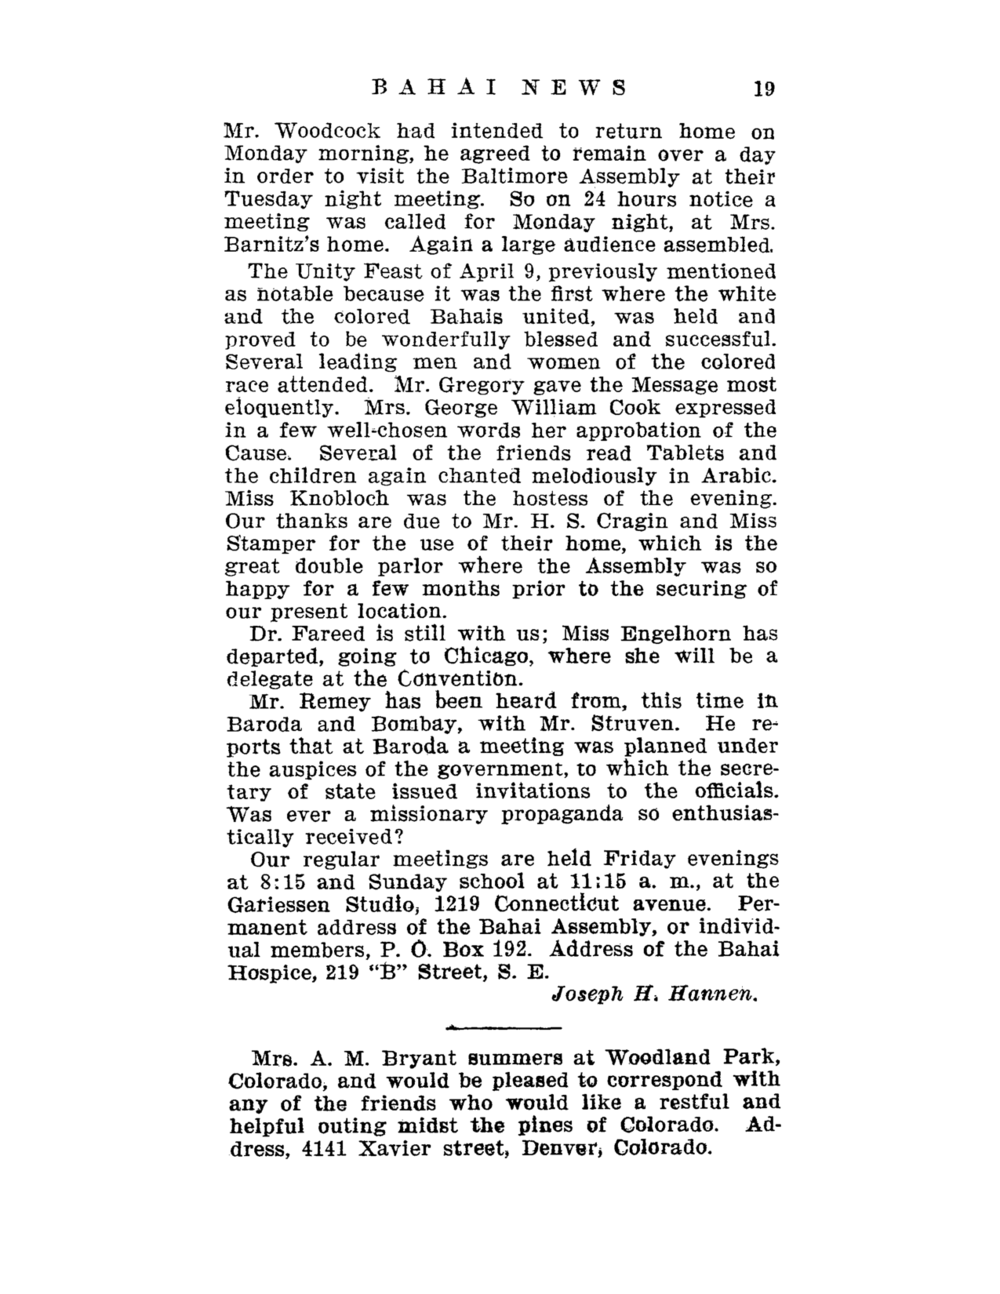 BAHAI NEWS 19
Mr. Woodcock had intended to return home on
Monday morning, he agreed to remain over a day
in order to visit the Baltimore Assembly at their
Tuesday night meeting. So on 24 hours notice a
meeting was called for Monday night, at Mrs.
Barnitz's home. Again a large audience assembled.
The Unity Feast of April 9, previously mentioned
as notable because it was the first where the white
and the colored Bahais united, was held and
proved to be wonderfully blessed and successful.
Several leading men and women of the colored
race attended. Mr. Gregory gave the Message most
eloquently. Mrs. George William Cook expressed
in a few well-chosen words her approbation of the
Cause. Several of the friends read Tablets and
the children again chanted melodiously in Arabic.
Miss Knobloch was the hostess of the evening.
Our thanks are due to Mr. H. S. Cragin and Miss
Stamper for the use of their home, which is the
great double parlor where the Assembly was so
happy for a few months prior to the securing of
our present location.
Dr. Fareed is still with us; Miss Engelhorn has
departed, going to Chicago, where she will be a
delegate at the Convention.
Mr. Remey has been heard from, this time in
Baroda and Bombay, with Mr. Struven. He re-
ports that at Baroda a meeting was planned under
the auspices of the government, to which the secre-
tary of state issued invitations to the officials.
Was ever a missionary propaganda so enthusias-
tically received?
Our regular meetings are held Friday evenings
at 8:15 and Sunday school at 11:15 a. m., at the
Gariessen Studio, 1219 Connecticut avenue. Per-
manent address of the Bahai Assembly, or individ-
ual members, P. O. Box 192. Address of the Bahai
Hospice, 219 "B" Street, S. E.
Joseph H. Hannen.
Mrs. A. M. Bryant summers at Woodland Park,
Colorado, and would be pleased to correspond with
any of the friends who would like a restful and
helpful outing midst the pines of Colorado. Ad-
dress, 4141 Xavier street, Denver, Colorado.